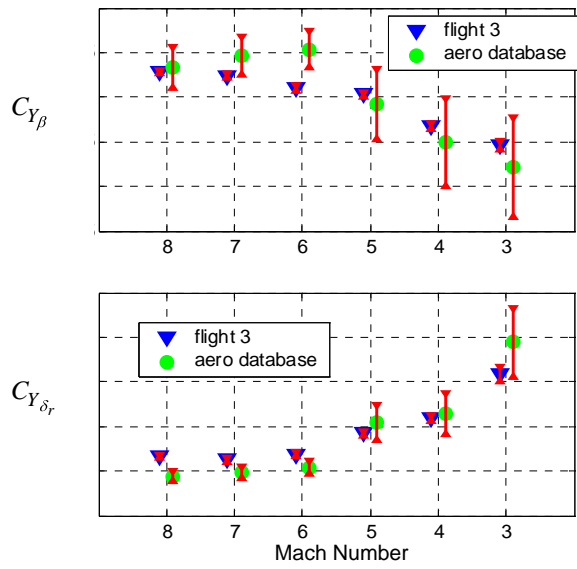 flight 3
aero database
C_{Y_β}
8 7 6 5 4 3
flight 3
aero database
C_{Y_{δ_r}}
8 7 6 5 4 3
Mach Number